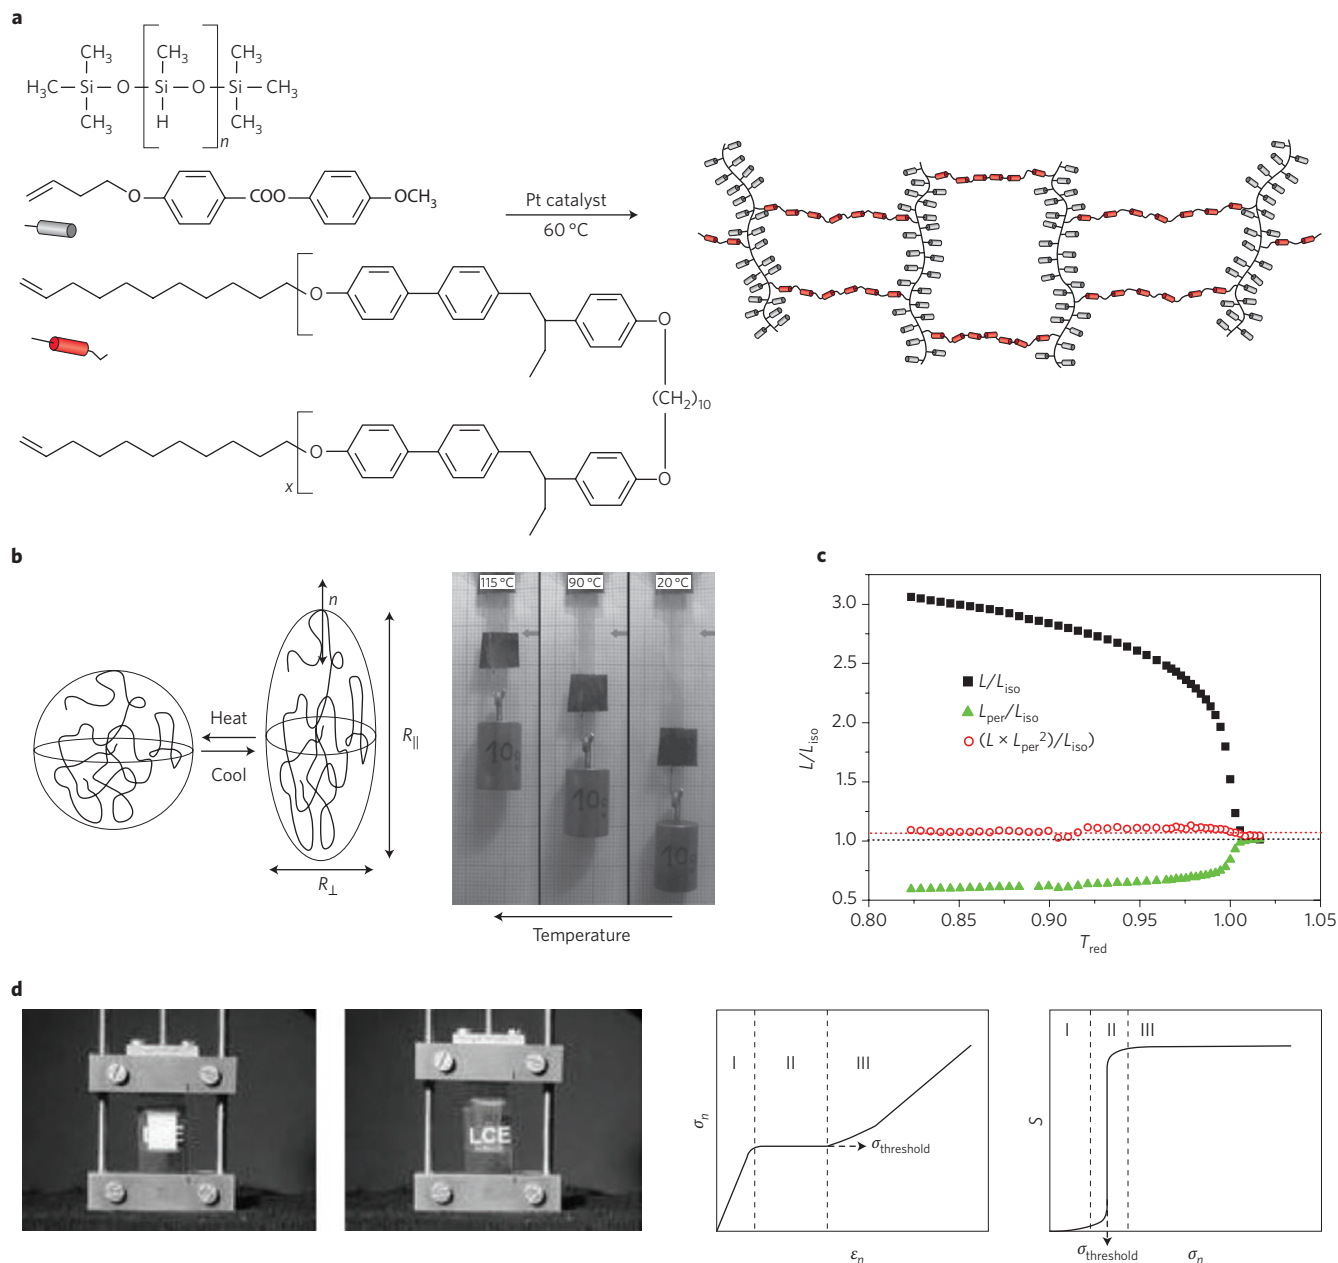 a
CH3 CH3 CH3
H3C Si O Si O Si CH3
CH3 H CH3
n
O COO OCH3
Pt catalyst
60 °C
O O
(CH2)10
O O
x
b
n
Heat
Cool
R||
R⊥
115 °C 90 °C 20 °C
10 10 10
Temperature
c
L/Liso
3.0
2.5
2.0
1.5
1.0
0.5
L/Liso
Lper/Liso
(L × Lper²)/Liso)
0.80 0.85 0.90 0.95 1.00 1.05
Tred
d
LCE
I II III
σn
σthreshold
εn
I II III
S
σthreshold
σn